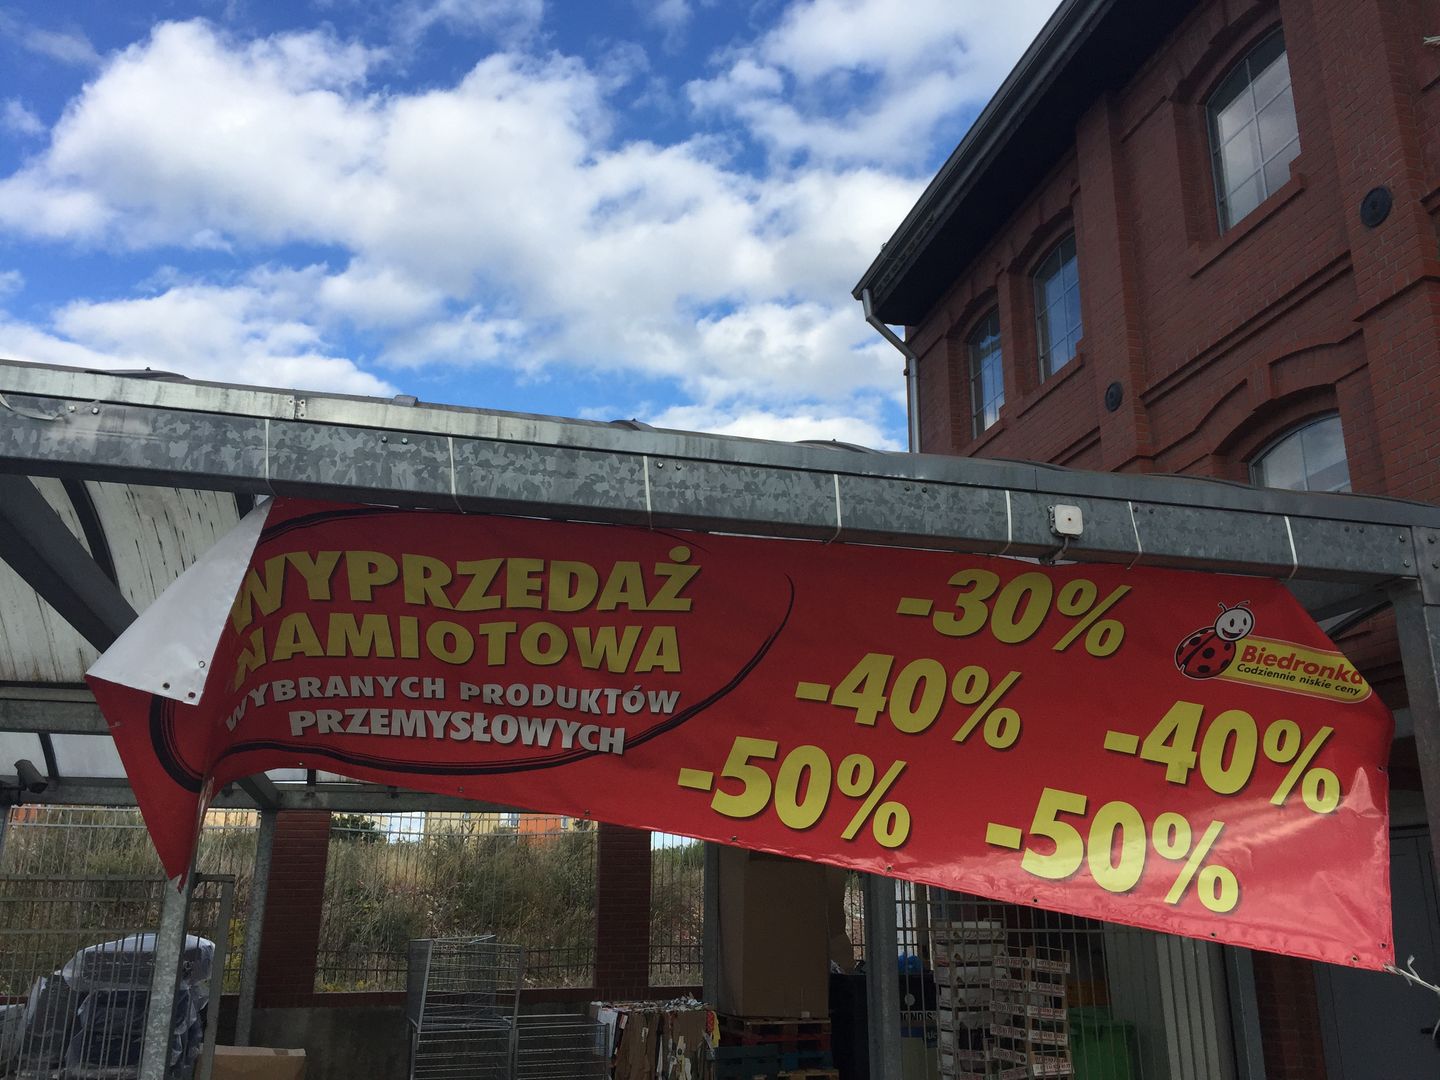 WYPRZEDAŻ
NAMIOTOWA
WYBRANYCH PRODUKTÓW
PRZEMYSŁOWYCH
-30%
-40%
-50%
Biedronka
Codziennie niskie ceny
-40%
-50%